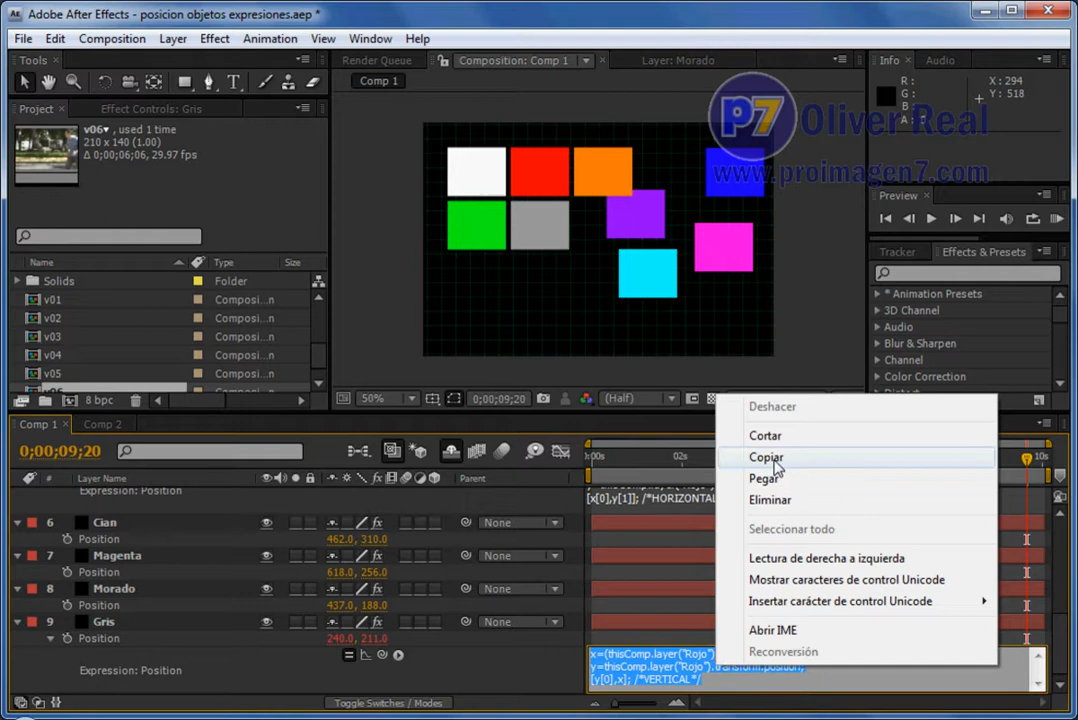 Adobe After Effects - posicion objetos expresiones.aep *
File Edit Composition Layer Effect Animation View Window Help
Tools
Render Queue Composition: Comp 1 Layer: Morado
Info Audio
Comp 1
R: X: 294
G: Y: 518
B:
A: 0
Project Effect Controls: Gris
v06▾, used 1 time
210 x 140 (1.00)
Δ 0;00;06;06, 29.97 fps
p7 Oliver Real
www.proimagen7.com
Preview
Tracker Effects & Presets
Name Type Size
Solids Folder
v01 Composi...n
v02 Composi...n
v03 Composi...n
v04 Composi...n
v05 Composi...n
v06 Composi...n
* Animation Presets
3D Channel
Audio
Blur & Sharpen
Channel
Color Correction
Distort
8 bpc
50% 0;00;09;20 (Half)
Comp 1 Comp 2
0;00;09;20
:00s 02s 10s
# Layer Name Parent
Expression: Position
[x[0],y[1]]; /*HORIZONTAL
6 Cian None
Position 462.0, 310.0
7 Magenta None
Position 618.0, 256.0
8 Morado None
Position 437.0, 188.0
9 Gris None
Position 240.0, 211.0
Expression: Position
x=(thisComp.layer("Rojo")
y=thisComp.layer("Rojo").transform.position;
[y[0],x]; /*VERTICAL*/
Deshacer
Cortar
Copiar
Pegar
Eliminar
Seleccionar todo
Lectura de derecha a izquierda
Mostrar caracteres de control Unicode
Insertar carácter de control Unicode
Abrir IME
Reconversión
Toggle Switches / Modes